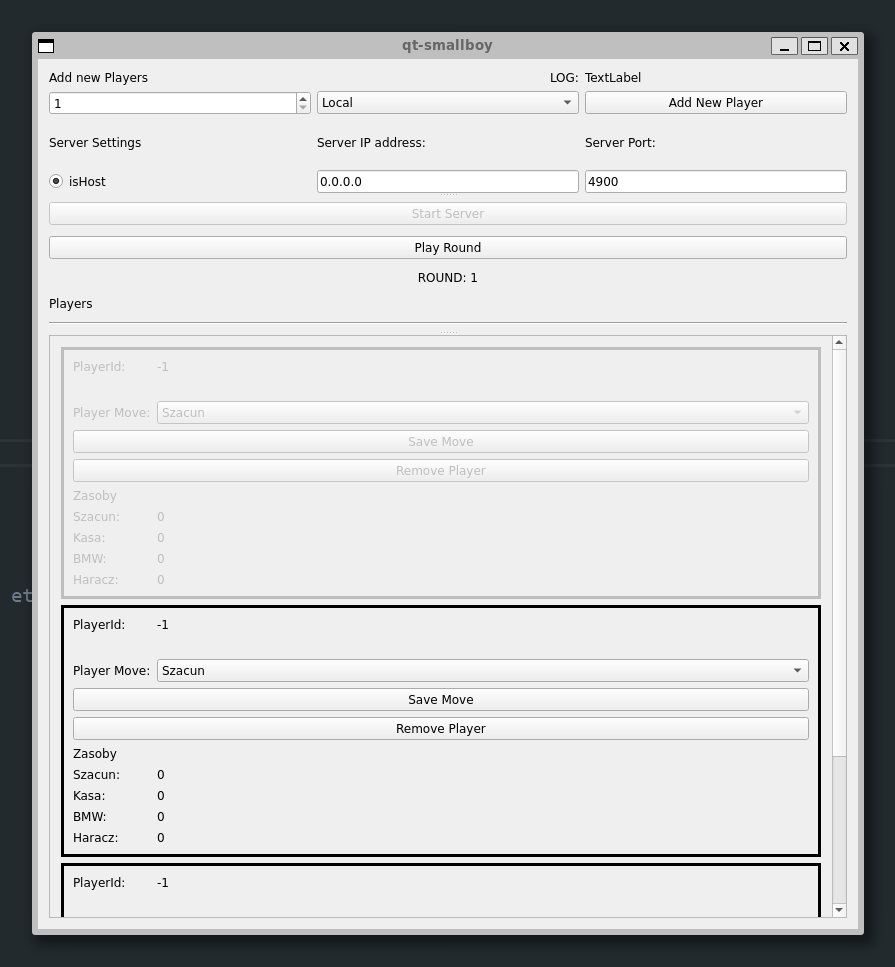 qt-smallboy
Add new Players LOG: TextLabel
1 Local Add New Player
Server Settings Server IP address: Server Port:
isHost 0.0.0.0 4900
Start Server
Play Round
ROUND: 1
Players
PlayerId: -1
Player Move: Szacun
Save Move
Remove Player
Zasoby
Szacun: 0
Kasa: 0
BMW: 0
Haracz: 0
et
PlayerId: -1
Player Move: Szacun
Save Move
Remove Player
Zasoby
Szacun: 0
Kasa: 0
BMW: 0
Haracz: 0
PlayerId: -1